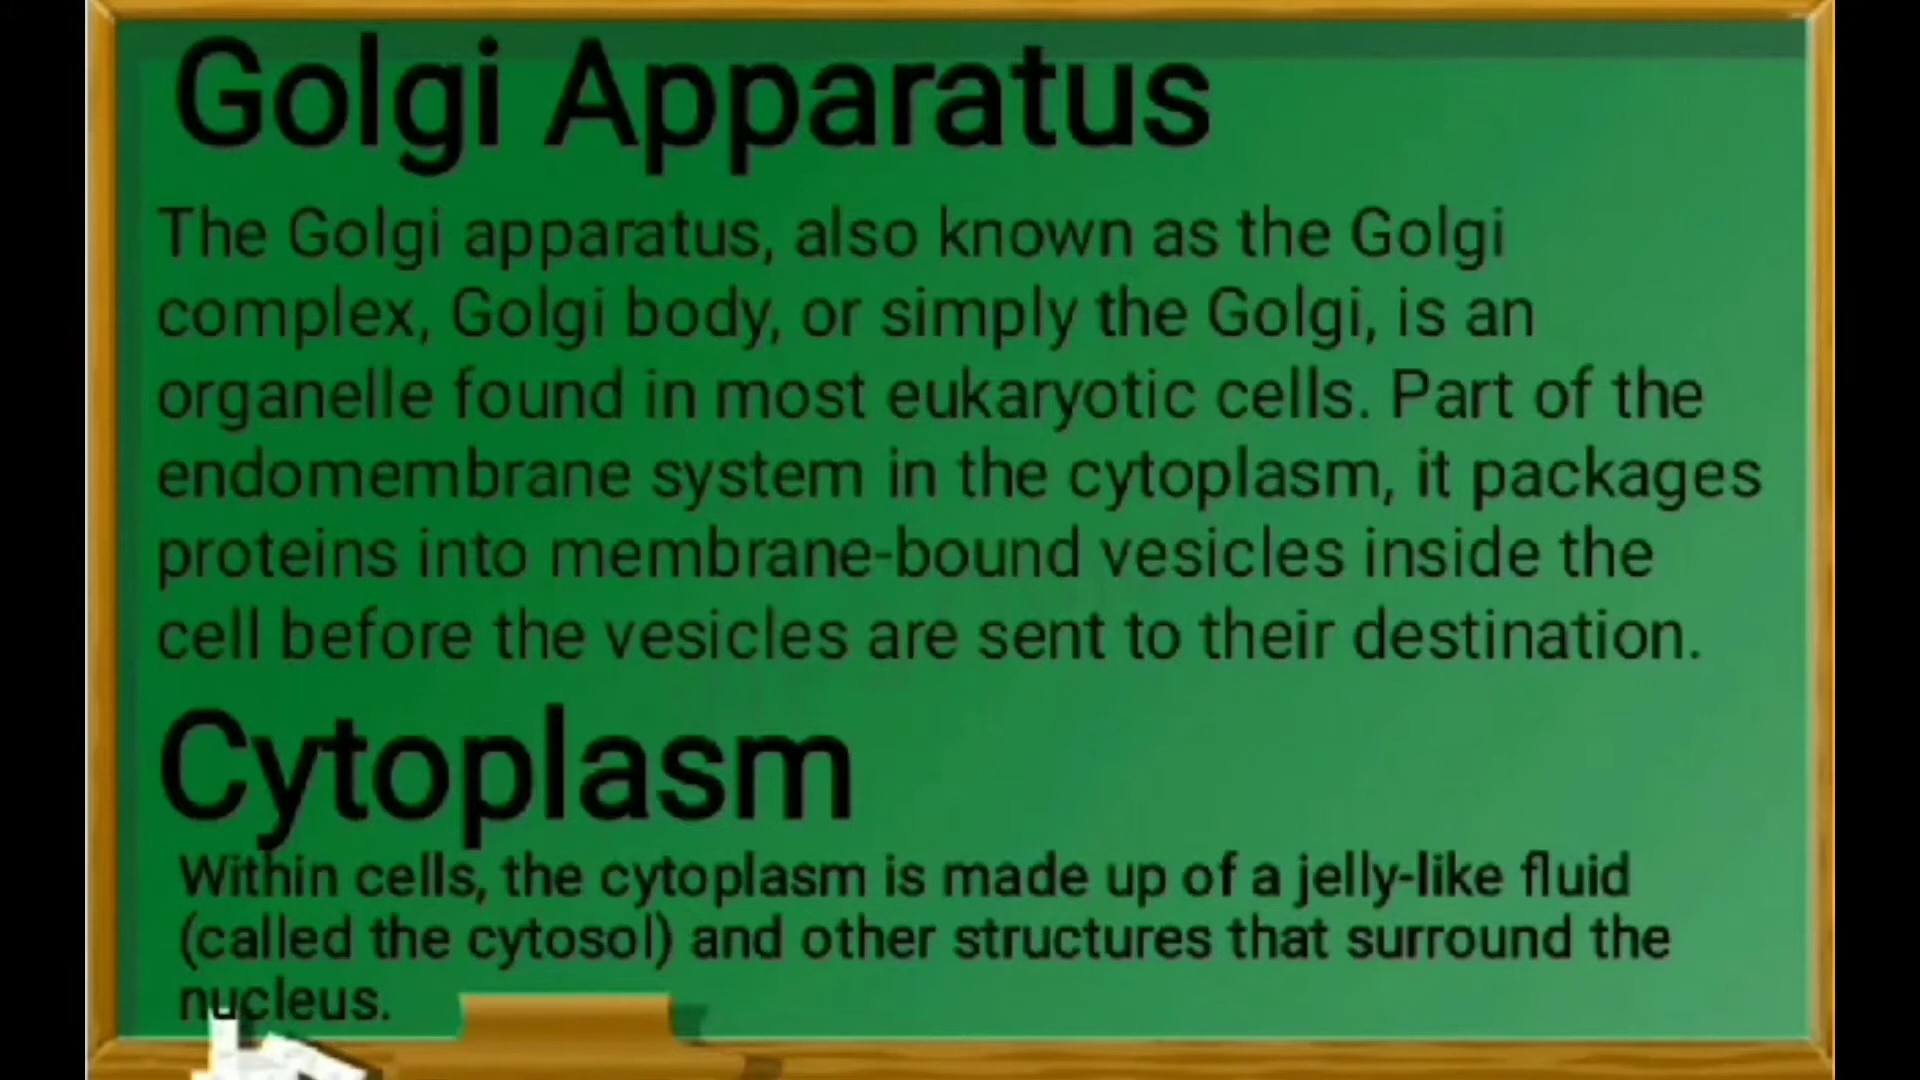 Golgi Apparatus
The Golgi apparatus, also known as the Golgi
complex, Golgi body, or simply the Golgi, is an
organelle found in most eukaryotic cells. Part of the
endomembrane system in the cytoplasm, it packages
proteins into membrane-bound vesicles inside the
cell before the vesicles are sent to their destination.
Cytoplasm
Within cells, the cytoplasm is made up of a jelly-like fluid
(called the cytosol) and other structures that surround the
nucleus.